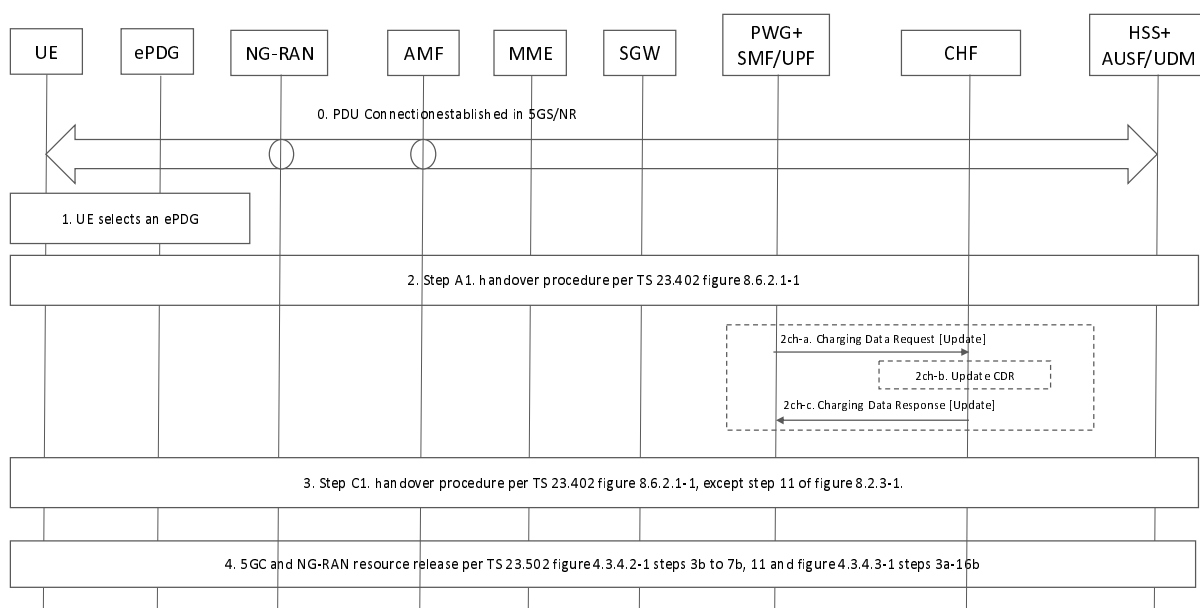 UE
ePDG
NG-RAN
AMF
MME
SGW
PWG+
SMF/UPF
CHF
HSS+
AUSF/UDM
0. PDU Connectionestablished in 5GS/NR
1. UE selects an ePDG
2. Step A1. handover procedure per TS 23.402 figure 8.6.2.1-1
2ch-a. Charging Data Request [Update]
2ch-b. Update CDR
2ch-c. Charging Data Response [Update]
3. Step C1. handover procedure per TS 23.402 figure 8.6.2.1-1, except step 11 of figure 8.2.3-1.
4. 5GC and NG-RAN resource release per TS 23.502 figure 4.3.4.2-1 steps 3b to 7b, 11 and figure 4.3.4.3-1 steps 3a-16b